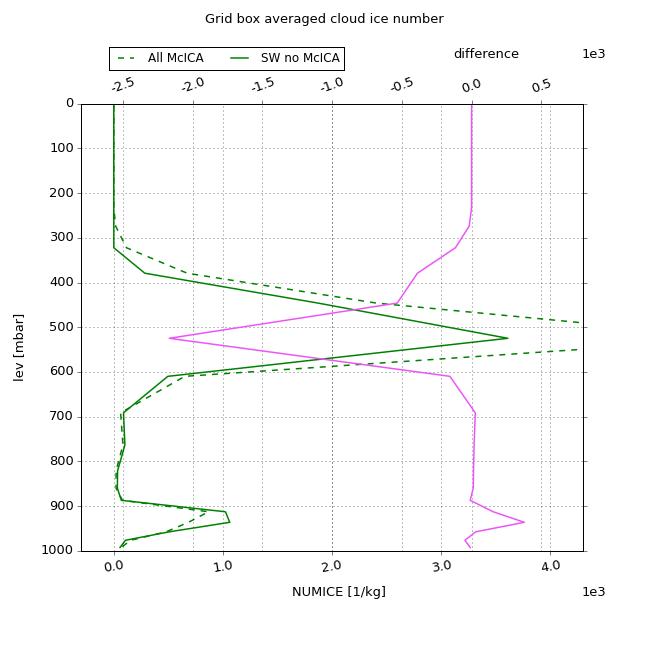 Grid box averaged cloud ice number
All McICA SW no McICA
difference 1e3
-2.5 -2.0 -1.5 -1.0 -0.5 0.0 0.5
0
100
200
300
400
500
600
700
800
900
1000
lev [mbar]
0.0 1.0 2.0 3.0 4.0
NUMICE [1/kg] 1e3